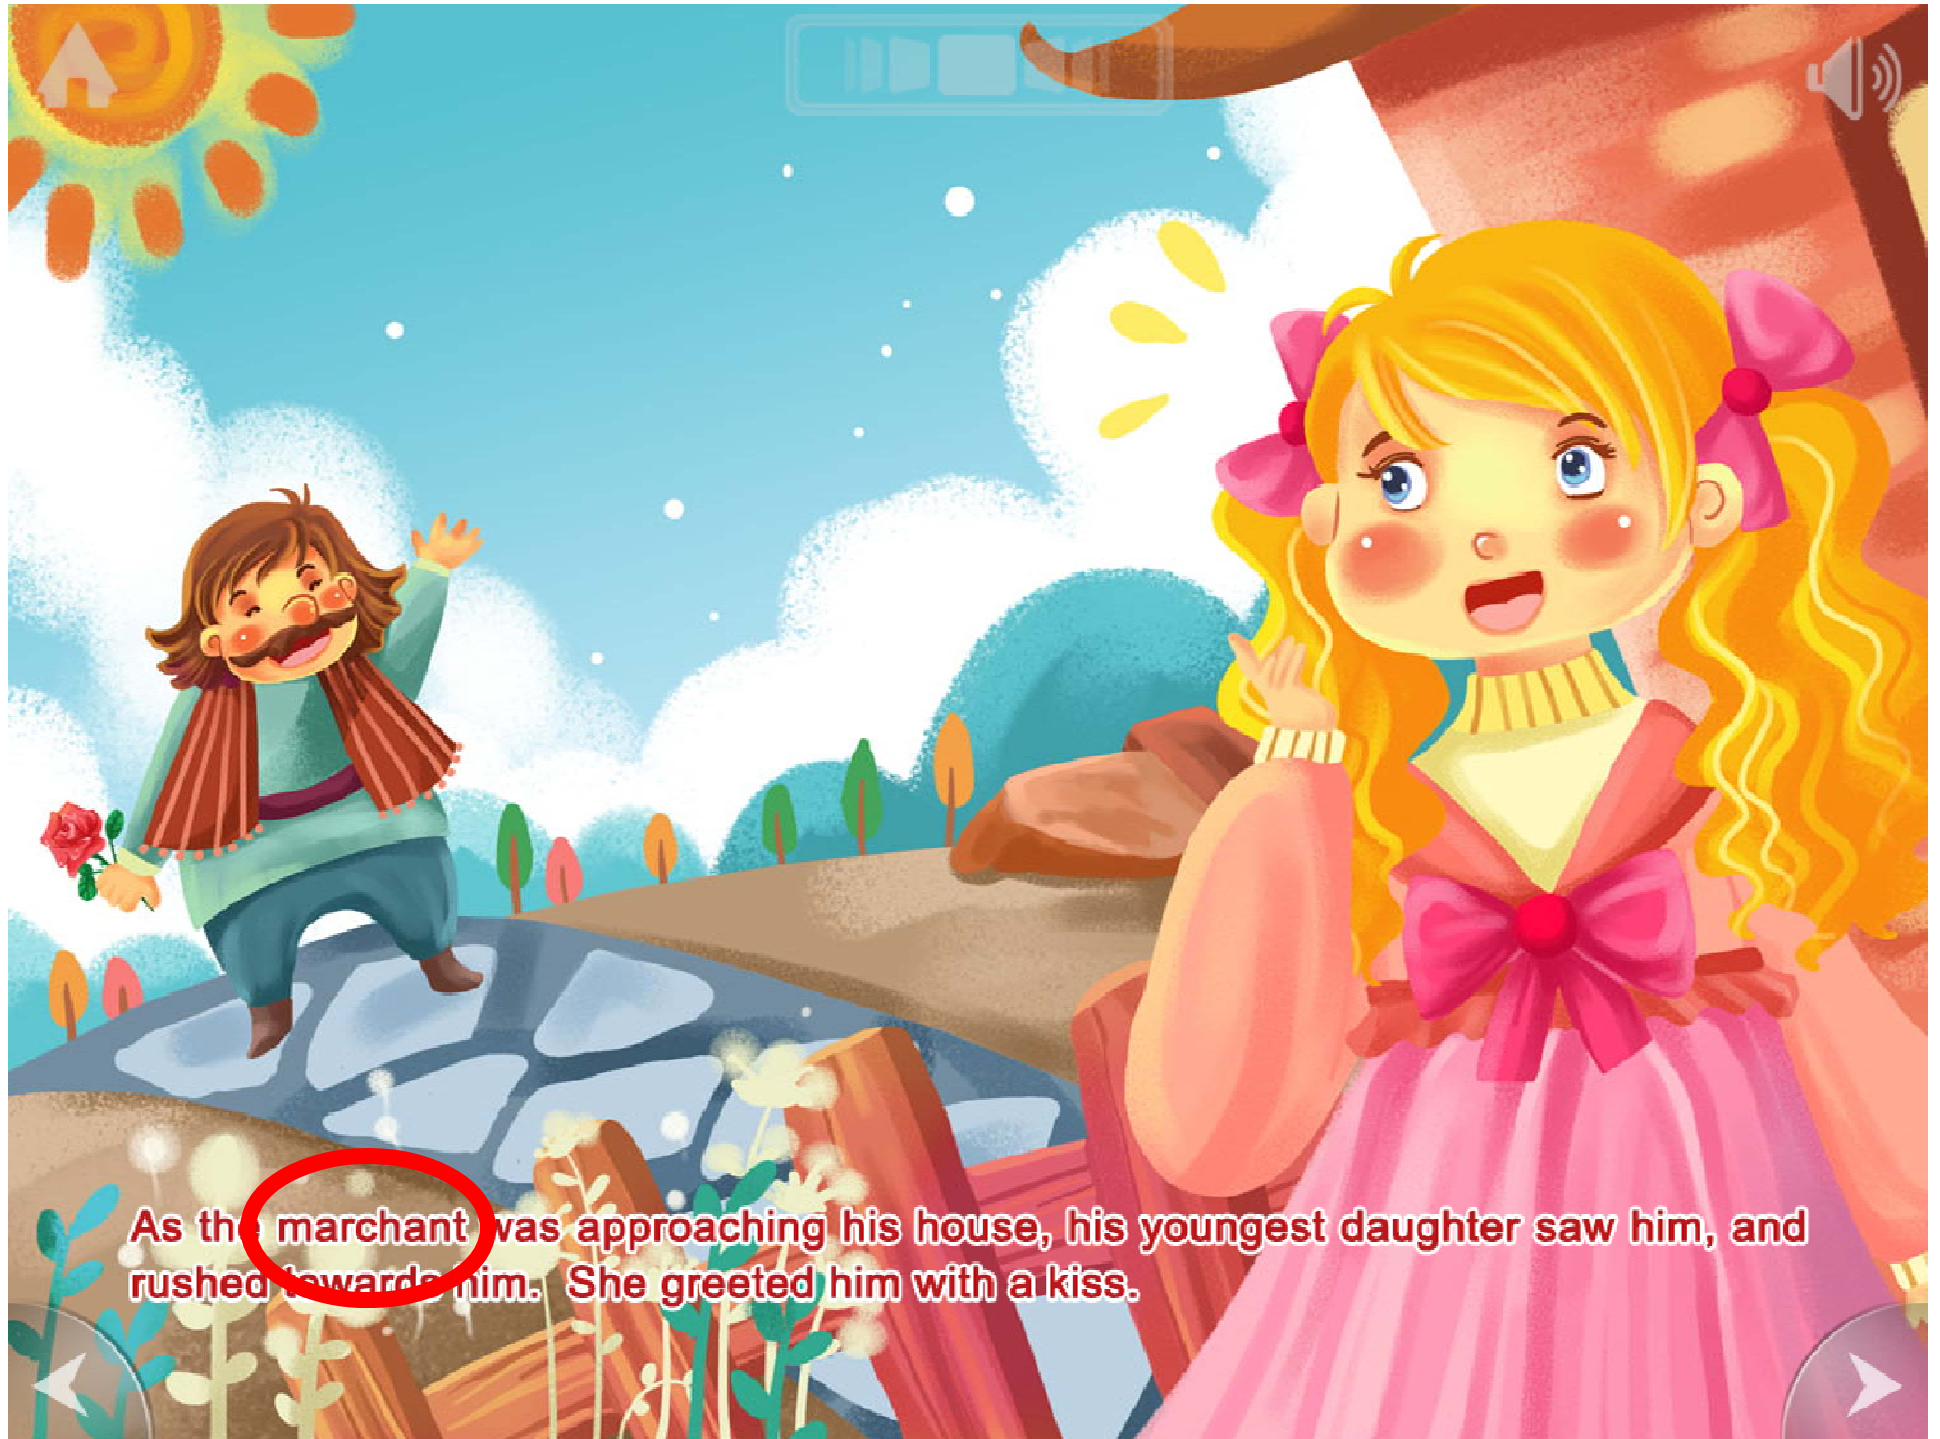 As the marchant was approaching his house, his youngest daughter saw him, and
rushed towards him.  She greeted him with a kiss.